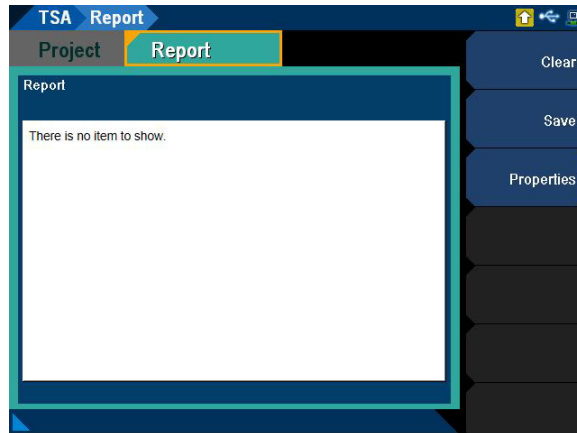 TSA Report
Project Report
Clear
Report
Save
There is no item to show.
Properties